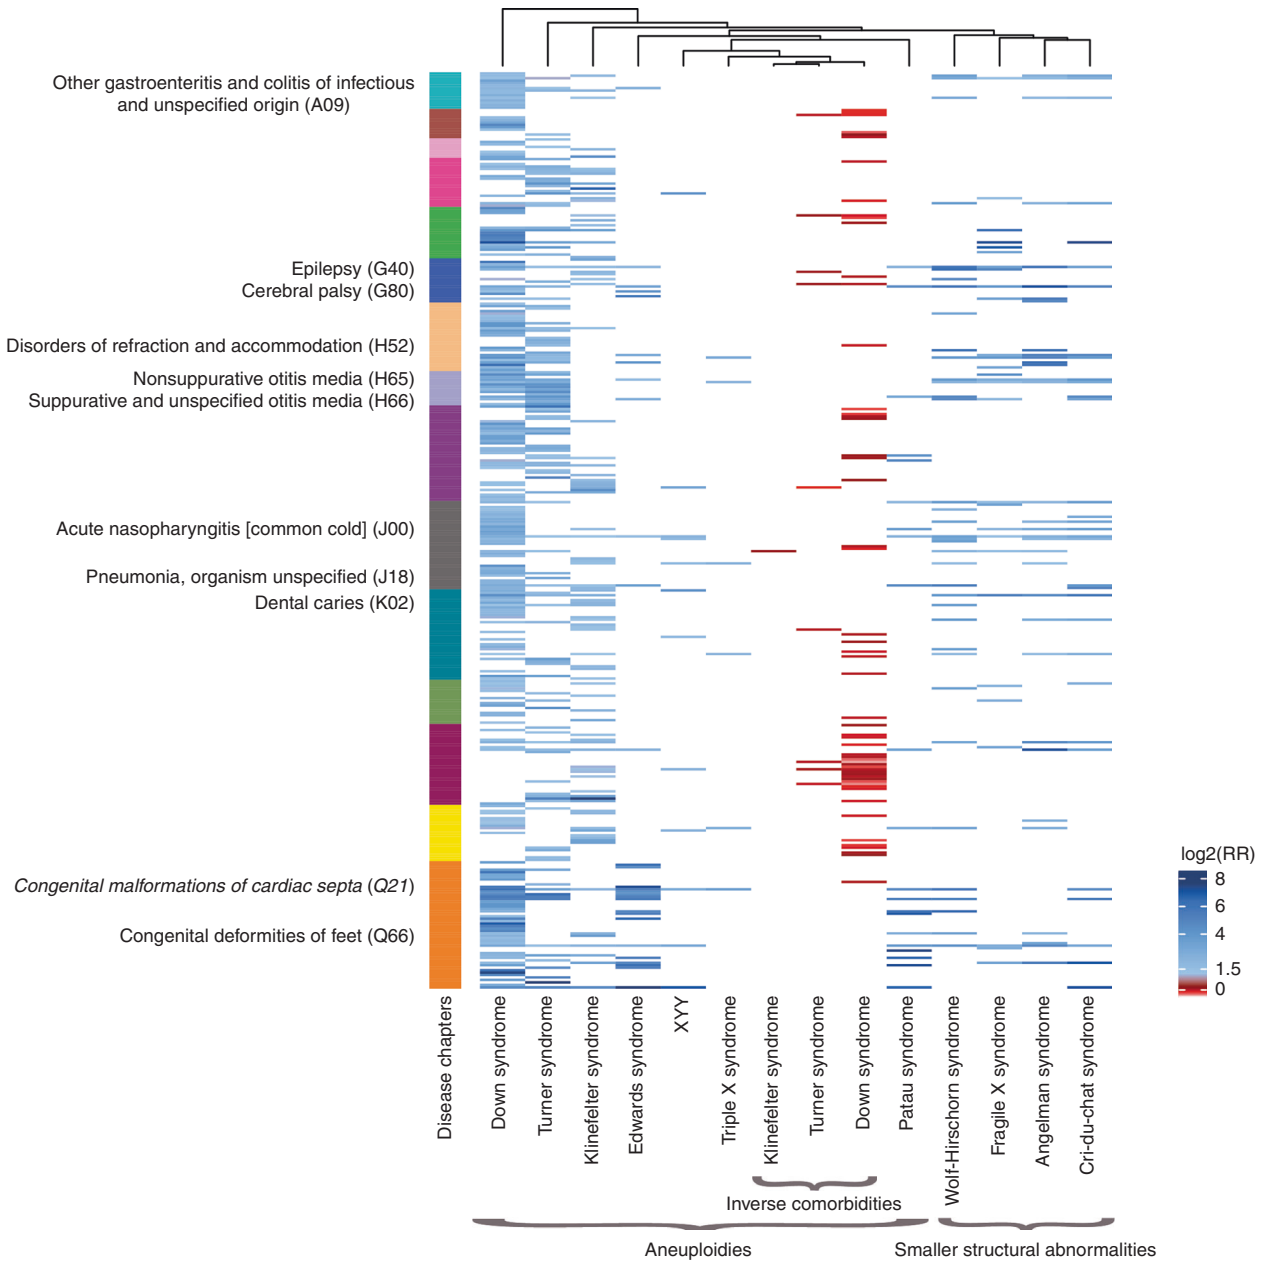 Other gastroenteritis and colitis of infectious
and unspecified origin (A09)
Epilepsy (G40)
Cerebral palsy (G80)
Disorders of refraction and accommodation (H52)
Nonsuppurative otitis media (H65)
Suppurative and unspecified otitis media (H66)
Acute nasopharyngitis [common cold] (J00)
Pneumonia, organism unspecified (J18)
Dental caries (K02)
Congenital malformations of cardiac septa (Q21)
Congenital deformities of feet (Q66)
log2(RR)
8
6
4
1.5
0
Disease chapters
Down syndrome
Turner syndrome
Klinefelter syndrome
Edwards syndrome
XYY
Triple X syndrome
Klinefelter syndrome
Turner syndrome
Down syndrome
Patau syndrome
Wolf-Hirschorn syndrome
Fragile X syndrome
Angelman syndrome
Cri-du-chat syndrome
Inverse comorbidities
Aneuploidies
Smaller structural abnormalities